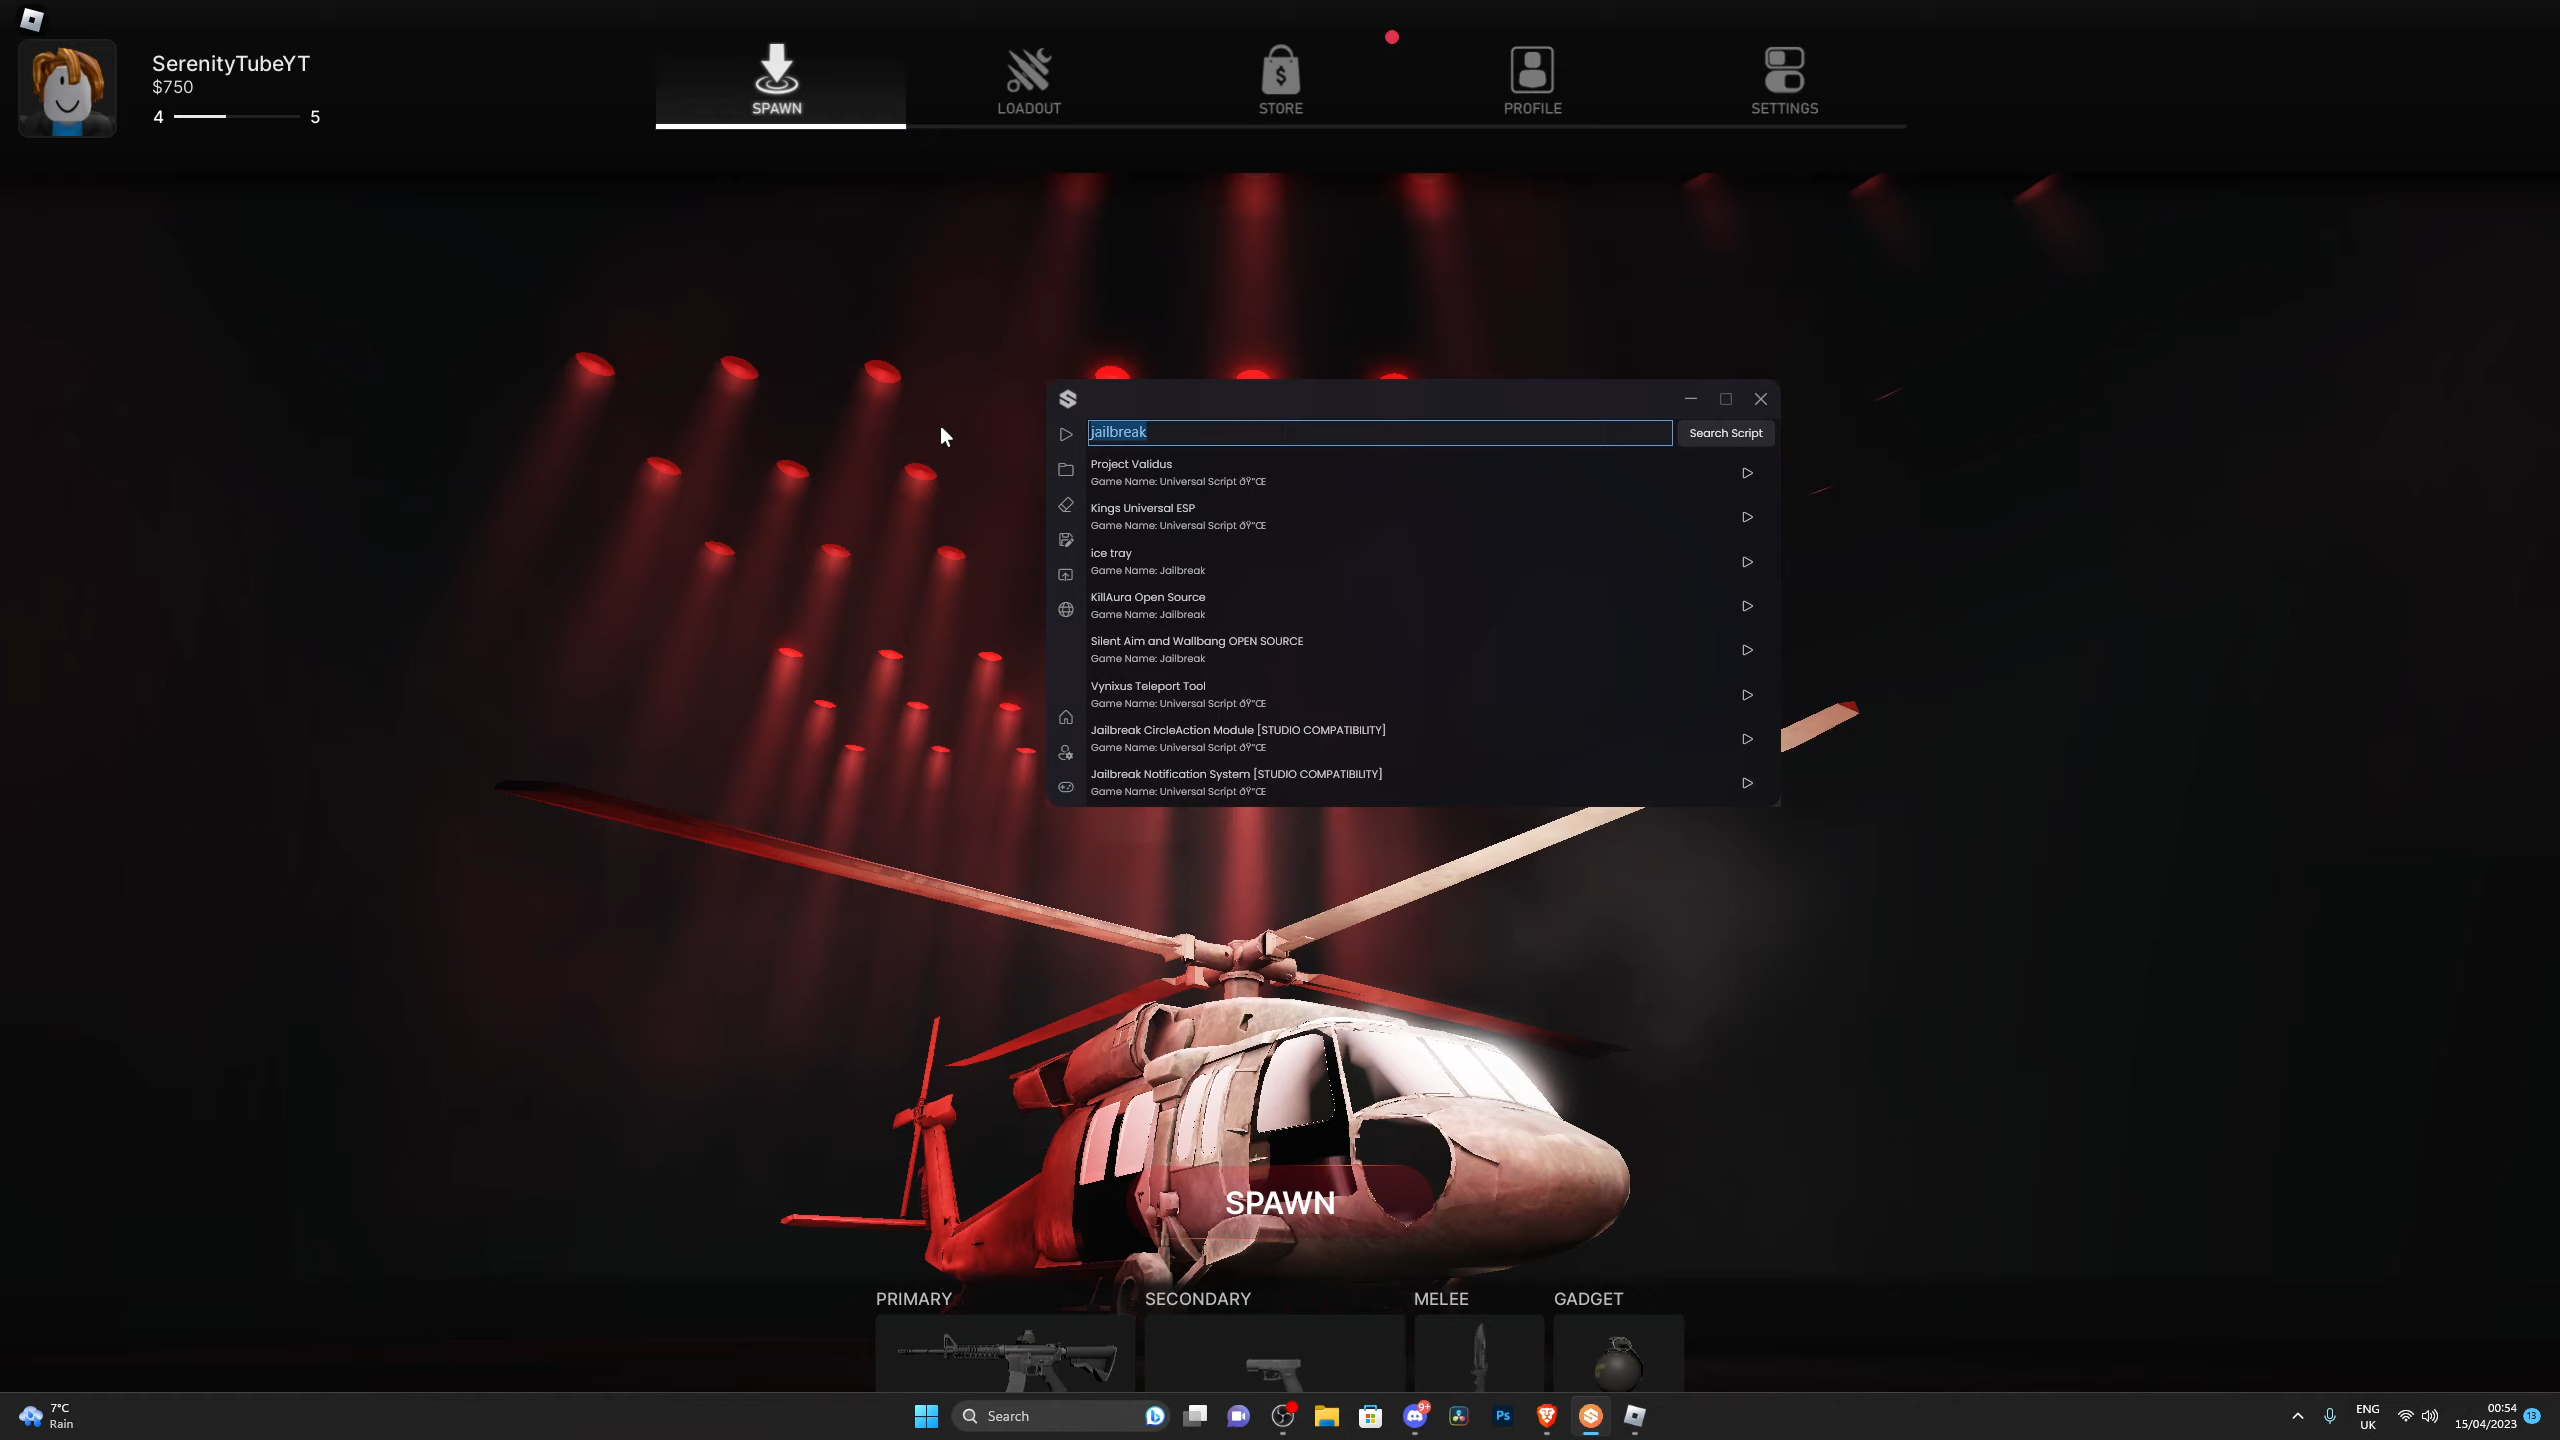 SerenityTubeYT
$750
4 5
SPAWN
LOADOUT
STORE
PROFILE
SETTINGS
jailbreak
Search Script
Project Validus
Game Name: Universal Script ðŸ“Œ
Kings Universal ESP
Game Name: Universal Script ðŸ“Œ
ice tray
Game Name: Jailbreak
KillAura Open Source
Game Name: Jailbreak
Silent Aim and Wallbang OPEN SOURCE
Game Name: Jailbreak
Vynixus Teleport Tool
Game Name: Universal Script ðŸ“Œ
Jailbreak CircleAction Module [STUDIO COMPATIBILITY]
Game Name: Universal Script ðŸ“Œ
Jailbreak Notification System [STUDIO COMPATIBILITY]
Game Name: Universal Script ðŸ“Œ
SPAWN
PRIMARY
SECONDARY
MELEE
GADGET
7°C
Rain
Search
9+
Ps
ENG
UK
00:54
15/04/2023
13